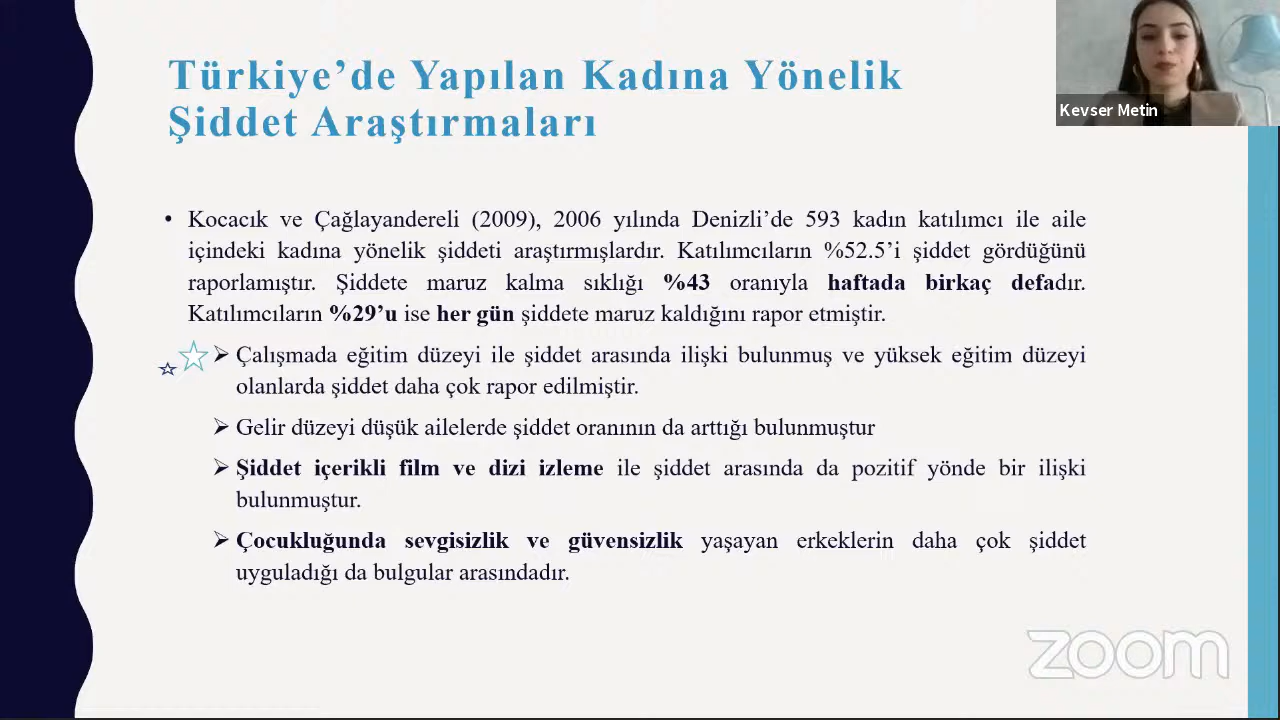 Türkiye’de Yapılan Kadına Yönelik
Şiddet Araştırmaları
Kevser Metin
• Kocacık ve Çağlayandereli (2009), 2006 yılında Denizli’de 593 kadın katılımcı ile aile
içindeki kadına yönelik şiddeti araştırmışlardır. Katılımcıların %52.5’i şiddet gördüğünü
raporlamıştır. Şiddete maruz kalma sıklığı %43 oranıyla haftada birkaç defadır.
Katılımcıların %29’u ise her gün şiddete maruz kaldığını rapor etmiştir.
➢ Çalışmada eğitim düzeyi ile şiddet arasında ilişki bulunmuş ve yüksek eğitim düzeyi
olanlarda şiddet daha çok rapor edilmiştir.
➢ Gelir düzeyi düşük ailelerde şiddet oranının da arttığı bulunmuştur
➢ Şiddet içerikli film ve dizi izleme ile şiddet arasında da pozitif yönde bir ilişki
bulunmuştur.
➢ Çocukluğunda sevgisizlik ve güvensizlik yaşayan erkeklerin daha çok şiddet
uyguladığı da bulgular arasındadır.
zoom